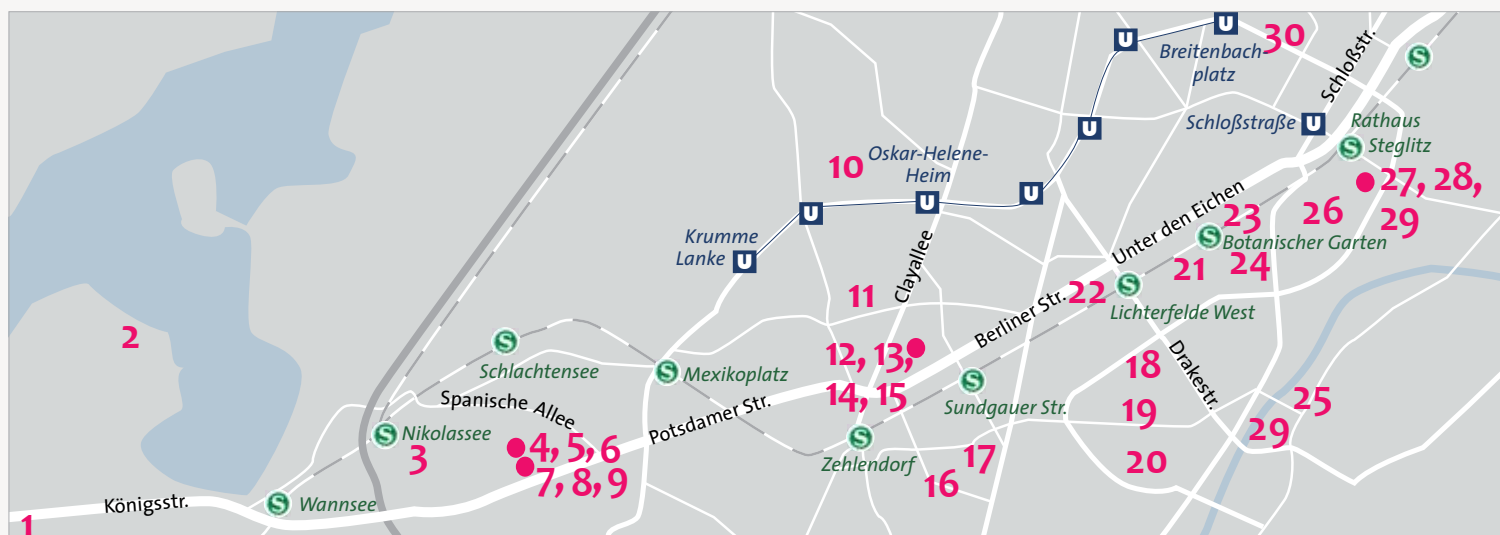 30
Breitenbach-
platz
Schloßstr.
Schloßstraße
Rathaus
Steglitz
10
Oskar-Helene-
Heim
27, 28,
29
26
23
Unter den Eichen
Botanischer Garten
24
21
Krumme
Lanke
Clayallee
11
22
Berliner Str.
Lichterfelde West
2
Schlachtensee
Mexikoplatz
12, 13,
14, 15
Sundgauer Str.
18
Drakestr.
19
25
29
20
Spanische Allee
Potsdamer Str.
Nikolassee
3
4, 5, 6
7, 8, 9
Zehlendorf
17
16
Königsstr.
Wannsee
1
U
U
U
U
U
U
U
U
S
S
S
S
S
S
S
S
S
S